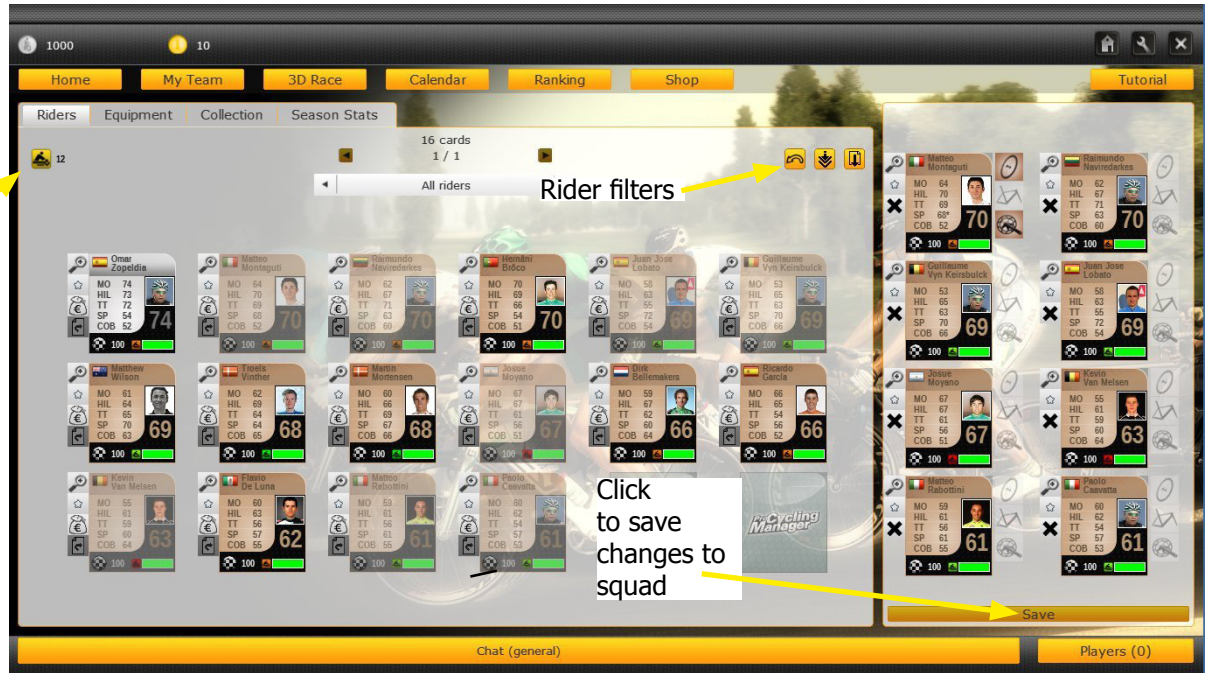 1000 10
Home My Team 3D Race Calendar Ranking Shop Tutorial
Riders Equipment Collection Season Stats
12
16 cards
1 / 1
All riders
Rider filters
Omar
Zopeldia
MO 74
HIL 73
TT 72
SP 54
COB 52
74
100
Matteo
Montaguti
MO 64
HIL 70
TT 69
SP 68
COB 52
70
100
Raimundo
Naviredarkes
MO 62
HIL 67
TT 71
SP 63
COB 60
70
100
Hernâni
Brôco
MO 70
HIL 69
TT 66
SP 54
COB 51
70
100
Juan Jose
Lobato
MO 58
HIL 63
TT 55
SP 72
COB 54
69
100
Guillaume
Vyn Keirsbulck
MO 53
HIL 65
TT 63
SP 70
COB 66
69
100
Matthew
Wilson
MO 61
HIL 64
TT 65
SP 70
COB 63
69
100
Troels
Vinther
MO 62
HIL 69
TT 64
SP 64
COB 65
68
100
Martin
Mortensen
MO 60
HIL 66
TT 69
SP 67
COB 66
68
100
Josue
Moyano
MO 67
HIL 67
TT 61
SP 56
COB 51
67
100
Dirk
Bellemakers
MO 59
HIL 67
TT 62
SP 60
COB 64
66
100
Ricardo
García
MO 66
HIL 65
TT 54
SP 56
COB 52
66
100
Kevin
Van Melsen
MO 55
HIL 61
TT 59
SP 60
COB 64
63
100
Flavio
De Luna
MO 60
HIL 63
TT 56
SP 57
COB 55
62
100
Matteo
Rabottini
MO 59
HIL 61
TT 56
SP 61
COB 55
61
100
Paolo
Caavatta
MO 60
HIL 62
TT 54
SP 57
COB 53
61
100
Pro Cycling
Manager
Click
to save
changes to
squad
Matteo
Montaguti
MO 64
HIL 70
TT 69
SP 68*
COB 52
70
100
Raimundo
Naviredarkes
MO 62
HIL 67
TT 71
SP 63
COB 60
70
100
Guillaume
Vyn Keirsbulck
MO 53
HIL 65
TT 63
SP 70
COB 66
69
100
Juan Jose
Lobato
MO 58
HIL 63
TT 55
SP 72
COB 54
69
100
Josue
Moyano
MO 67
HIL 67
TT 61
SP 56
COB 51
67
100
Kevin
Van Melsen
MO 55
HIL 61
TT 59
SP 60
COB 64
63
100
Matteo
Rabottini
MO 59
HIL 61
TT 56
SP 61
COB 55
61
100
Paolo
Caavatta
MO 60
HIL 62
TT 54
SP 57
COB 53
61
100
Save
Chat (general) Players (0)